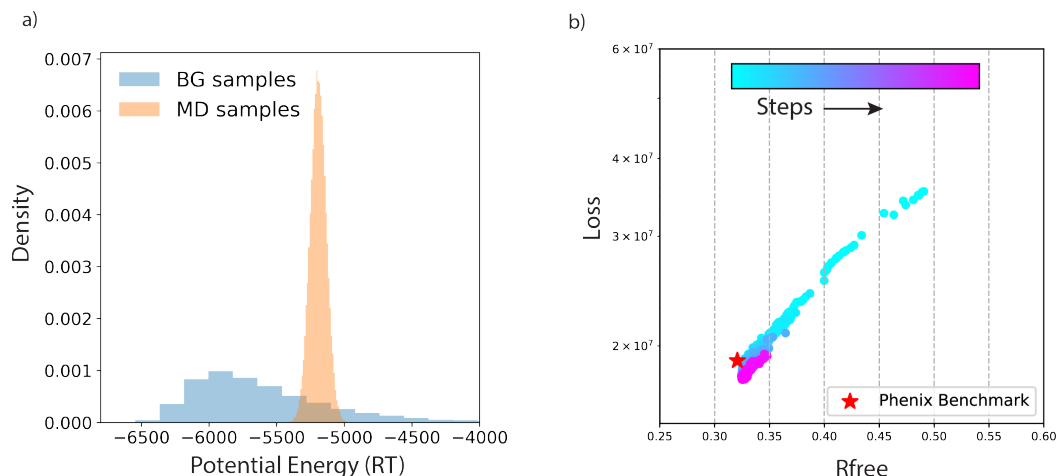 a)
0.007
0.006
0.005
0.004
0.003
0.002
0.001
0.000
Density
BG samples
MD samples
−6500 −6000 −5500 −5000 −4500 −4000
Potential Energy (RT)
b)
6 × 10⁷
4 × 10⁷
3 × 10⁷
2 × 10⁷
Loss
Steps
Phenix Benchmark
0.25 0.30 0.35 0.40 0.45 0.50 0.55 0.60
Rfree